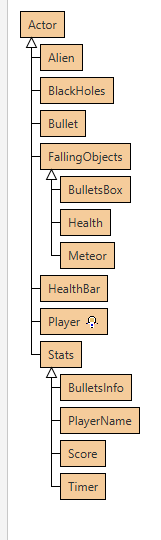 Actor
Alien
BlackHoles
Bullet
FallingObjects
BulletsBox
Health
Meteor
HealthBar
Player
Stats
BulletsInfo
PlayerName
Score
Timer